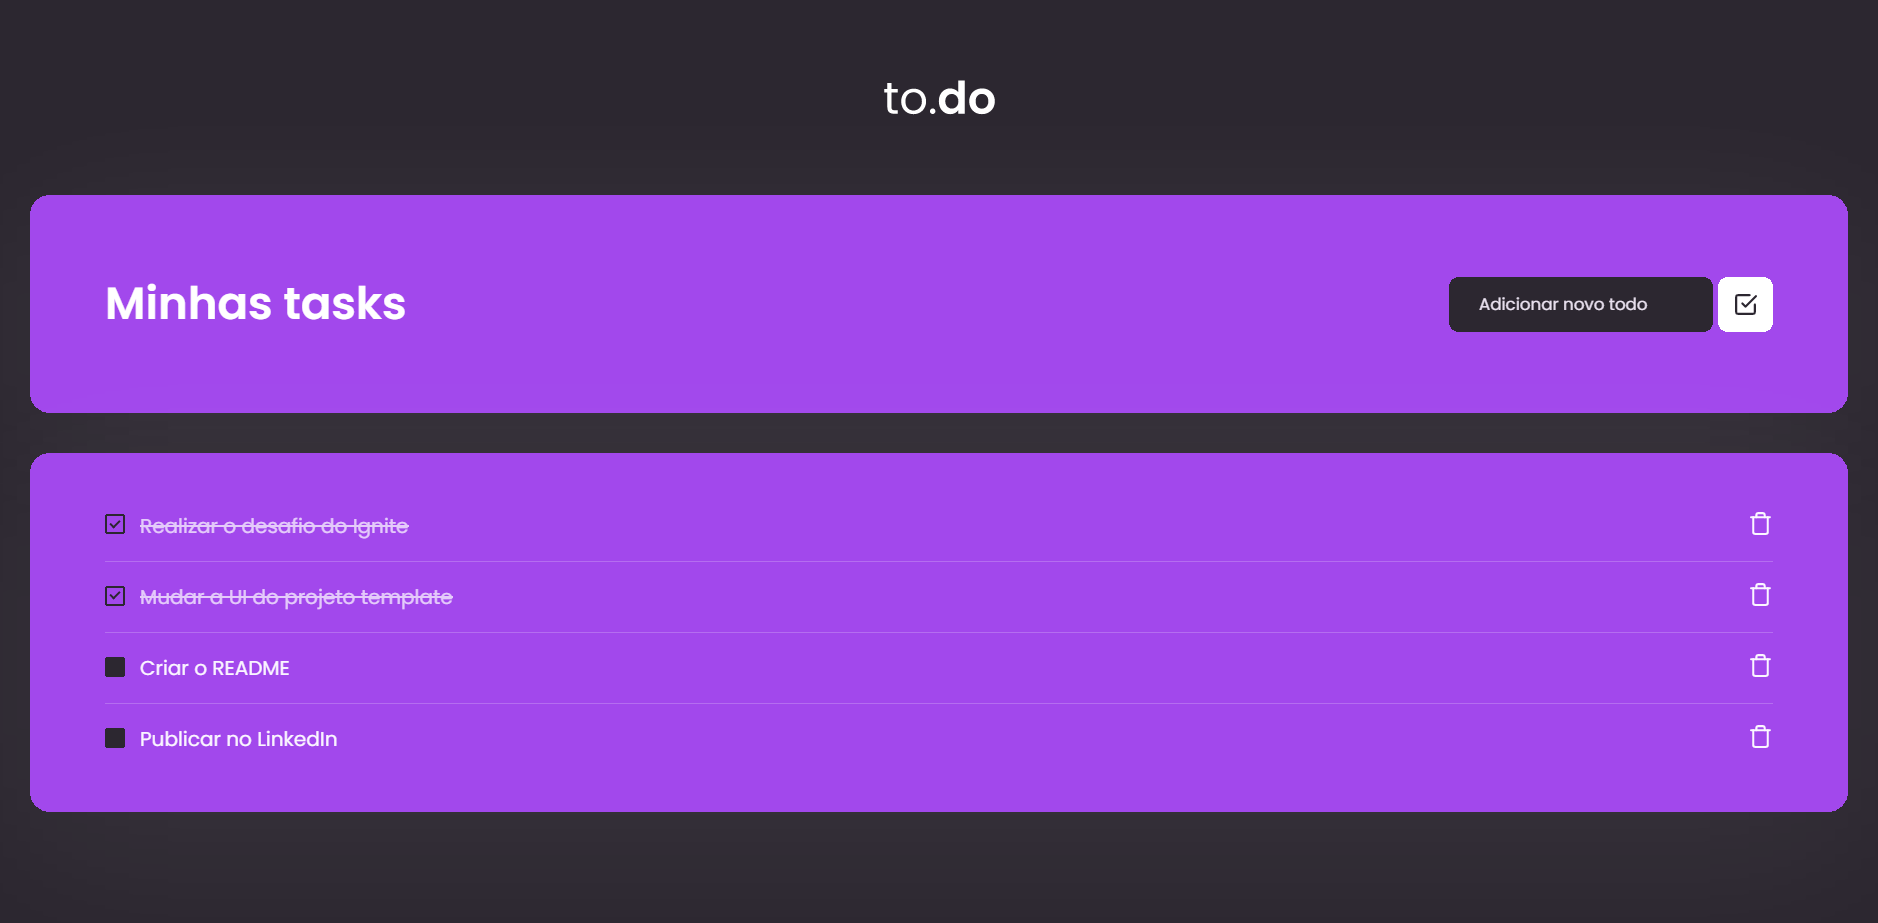 to.do
Minhas tasks
Adicionar novo todo
Realizar o desafio do Ignite
Mudar a UI do projeto template
Criar o README
Publicar no LinkedIn